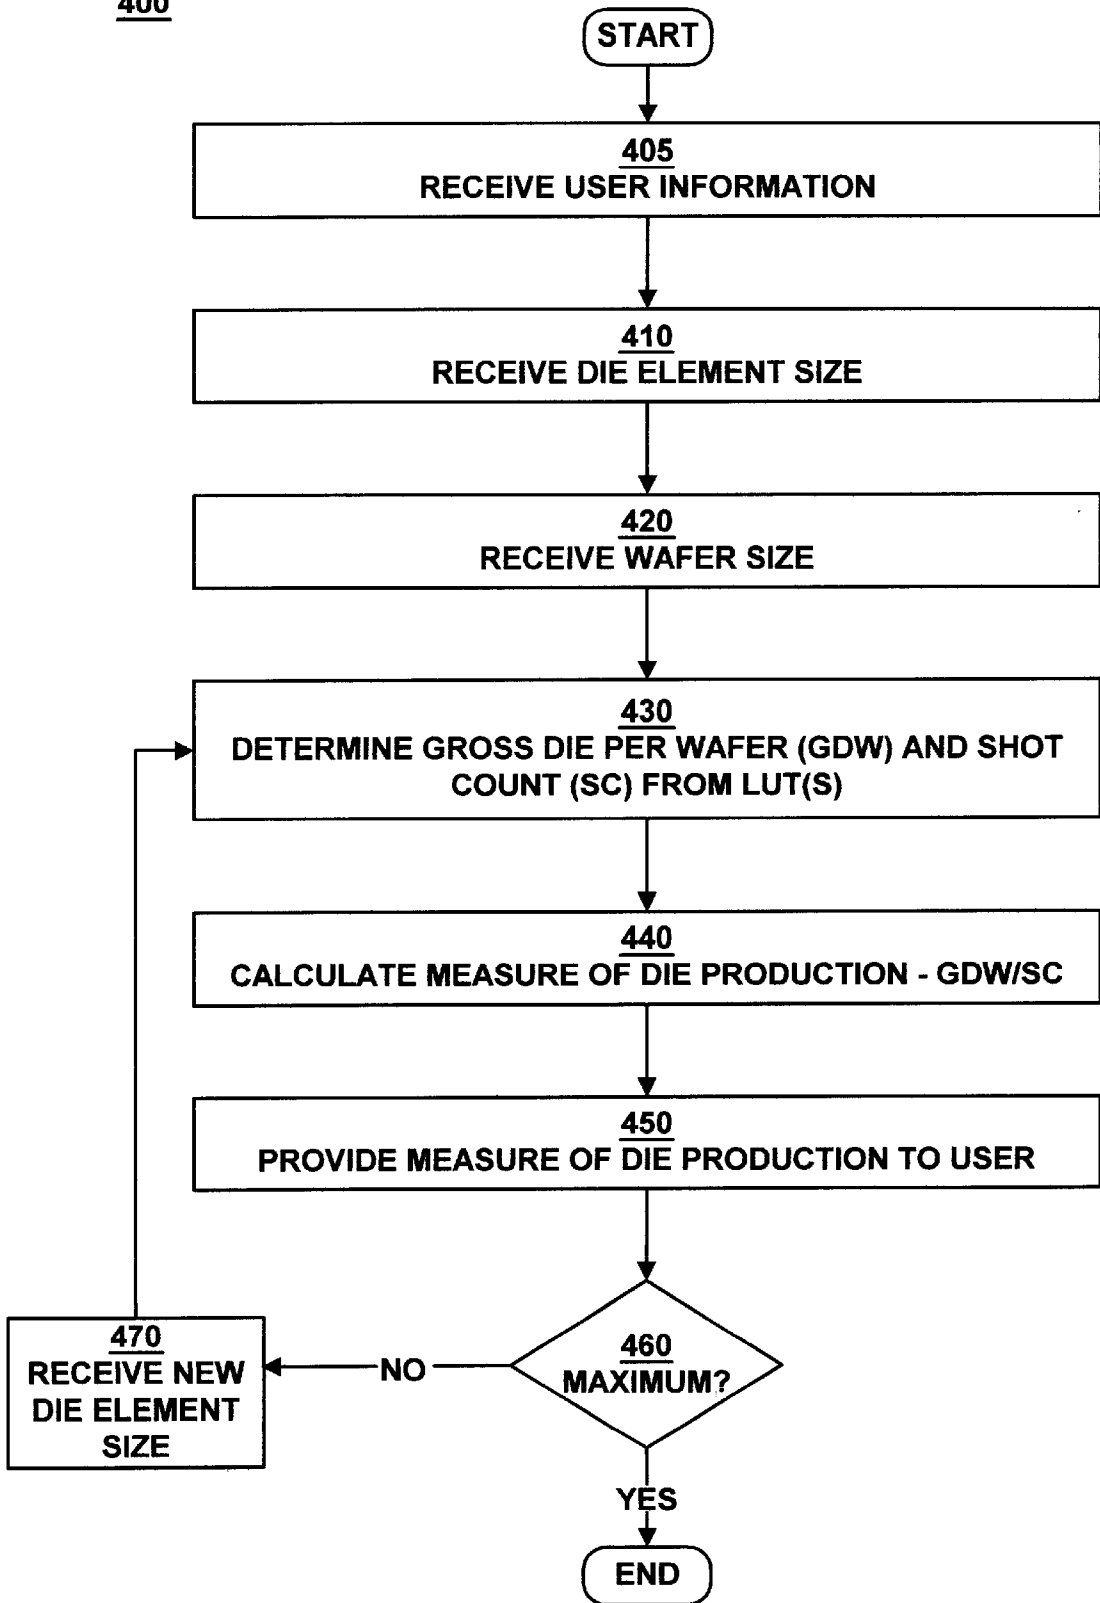 400
START
405
RECEIVE USER INFORMATION
410
RECEIVE DIE ELEMENT SIZE
420
RECEIVE WAFER SIZE
430
DETERMINE GROSS DIE PER WAFER (GDW) AND SHOT
COUNT (SC) FROM LUT(S)
440
CALCULATE MEASURE OF DIE PRODUCTION - GDW/SC
450
PROVIDE MEASURE OF DIE PRODUCTION TO USER
460
MAXIMUM?
NO
470
RECEIVE NEW
DIE ELEMENT
SIZE
YES
END